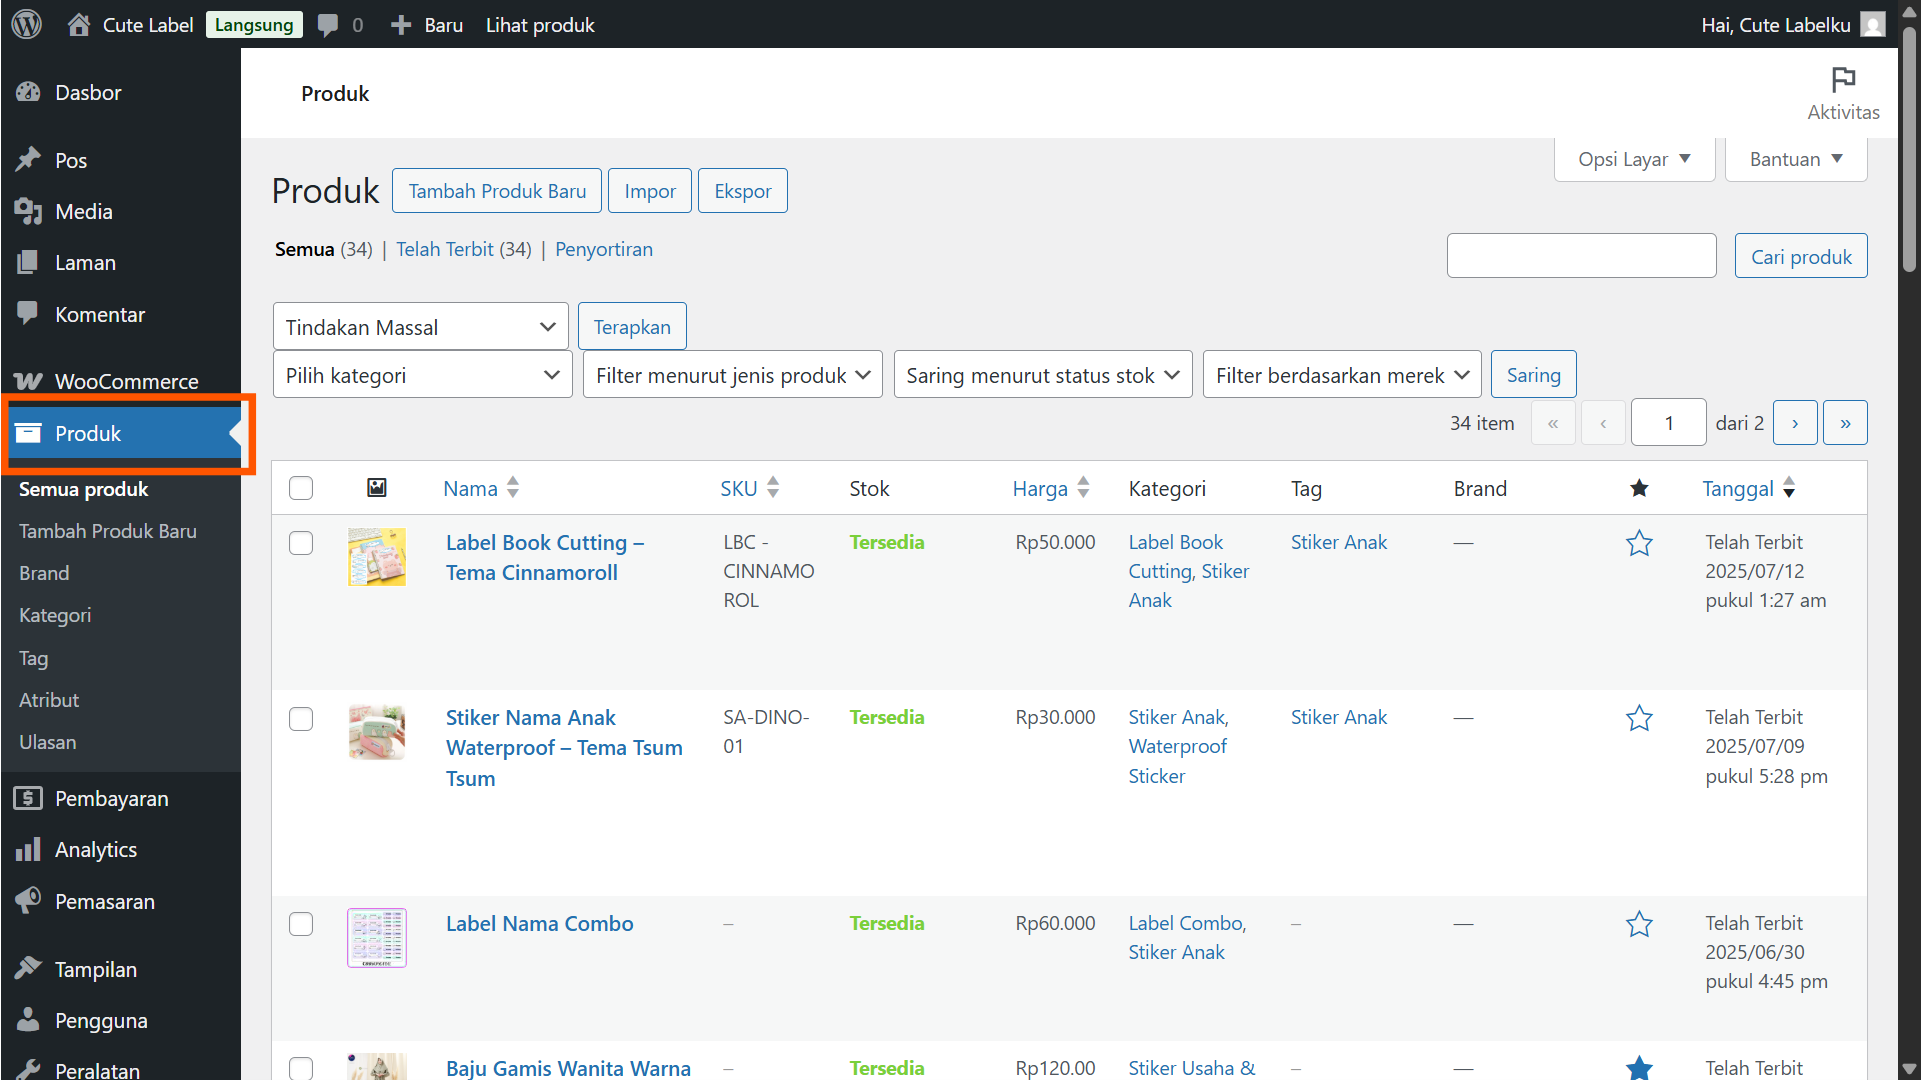 Cute Label Langsung 0 Baru Lihat produk Hai, Cute Labelku
Dasbor
Pos
Media
Laman
Komentar
WooCommerce
Produk
Semua produk
Tambah Produk Baru
Brand
Kategori
Tag
Atribut
Ulasan
Pembayaran
Analytics
Pemasaran
Tampilan
Pengguna
Peralatan
Produk
Aktivitas
Opsi Layar ▼ Bantuan ▼
Produk Tambah Produk Baru Impor Ekspor
Semua (34) | Telah Terbit (34) | Penyortiran
Cari produk
Tindakan Massal Terapkan
Pilih kategori Filter menurut jenis produk Saring menurut status stok Filter berdasarkan merek Saring
34 item « ‹ 1 dari 2 › »
Nama SKU Stok Harga Kategori Tag Brand ★ Tanggal
Label Book Cutting – Tema Cinnamoroll
LBC - CINNAMOROL
Tersedia
Rp50.000
Label Book Cutting, Stiker Anak
Stiker Anak
—
Telah Terbit
2025/07/12
pukul 1:27 am
Stiker Nama Anak Waterproof – Tema Tsum Tsum
SA-DINO-01
Tersedia
Rp30.000
Stiker Anak, Waterproof Sticker
Stiker Anak
—
Telah Terbit
2025/07/09
pukul 5:28 pm
Label Nama Combo
–
Tersedia
Rp60.000
Label Combo, Stiker Anak
–
—
Telah Terbit
2025/06/30
pukul 4:45 pm
Baju Gamis Wanita Warna
–
Tersedia
Rp120.00
Stiker Usaha &
–
—
Telah Terbit